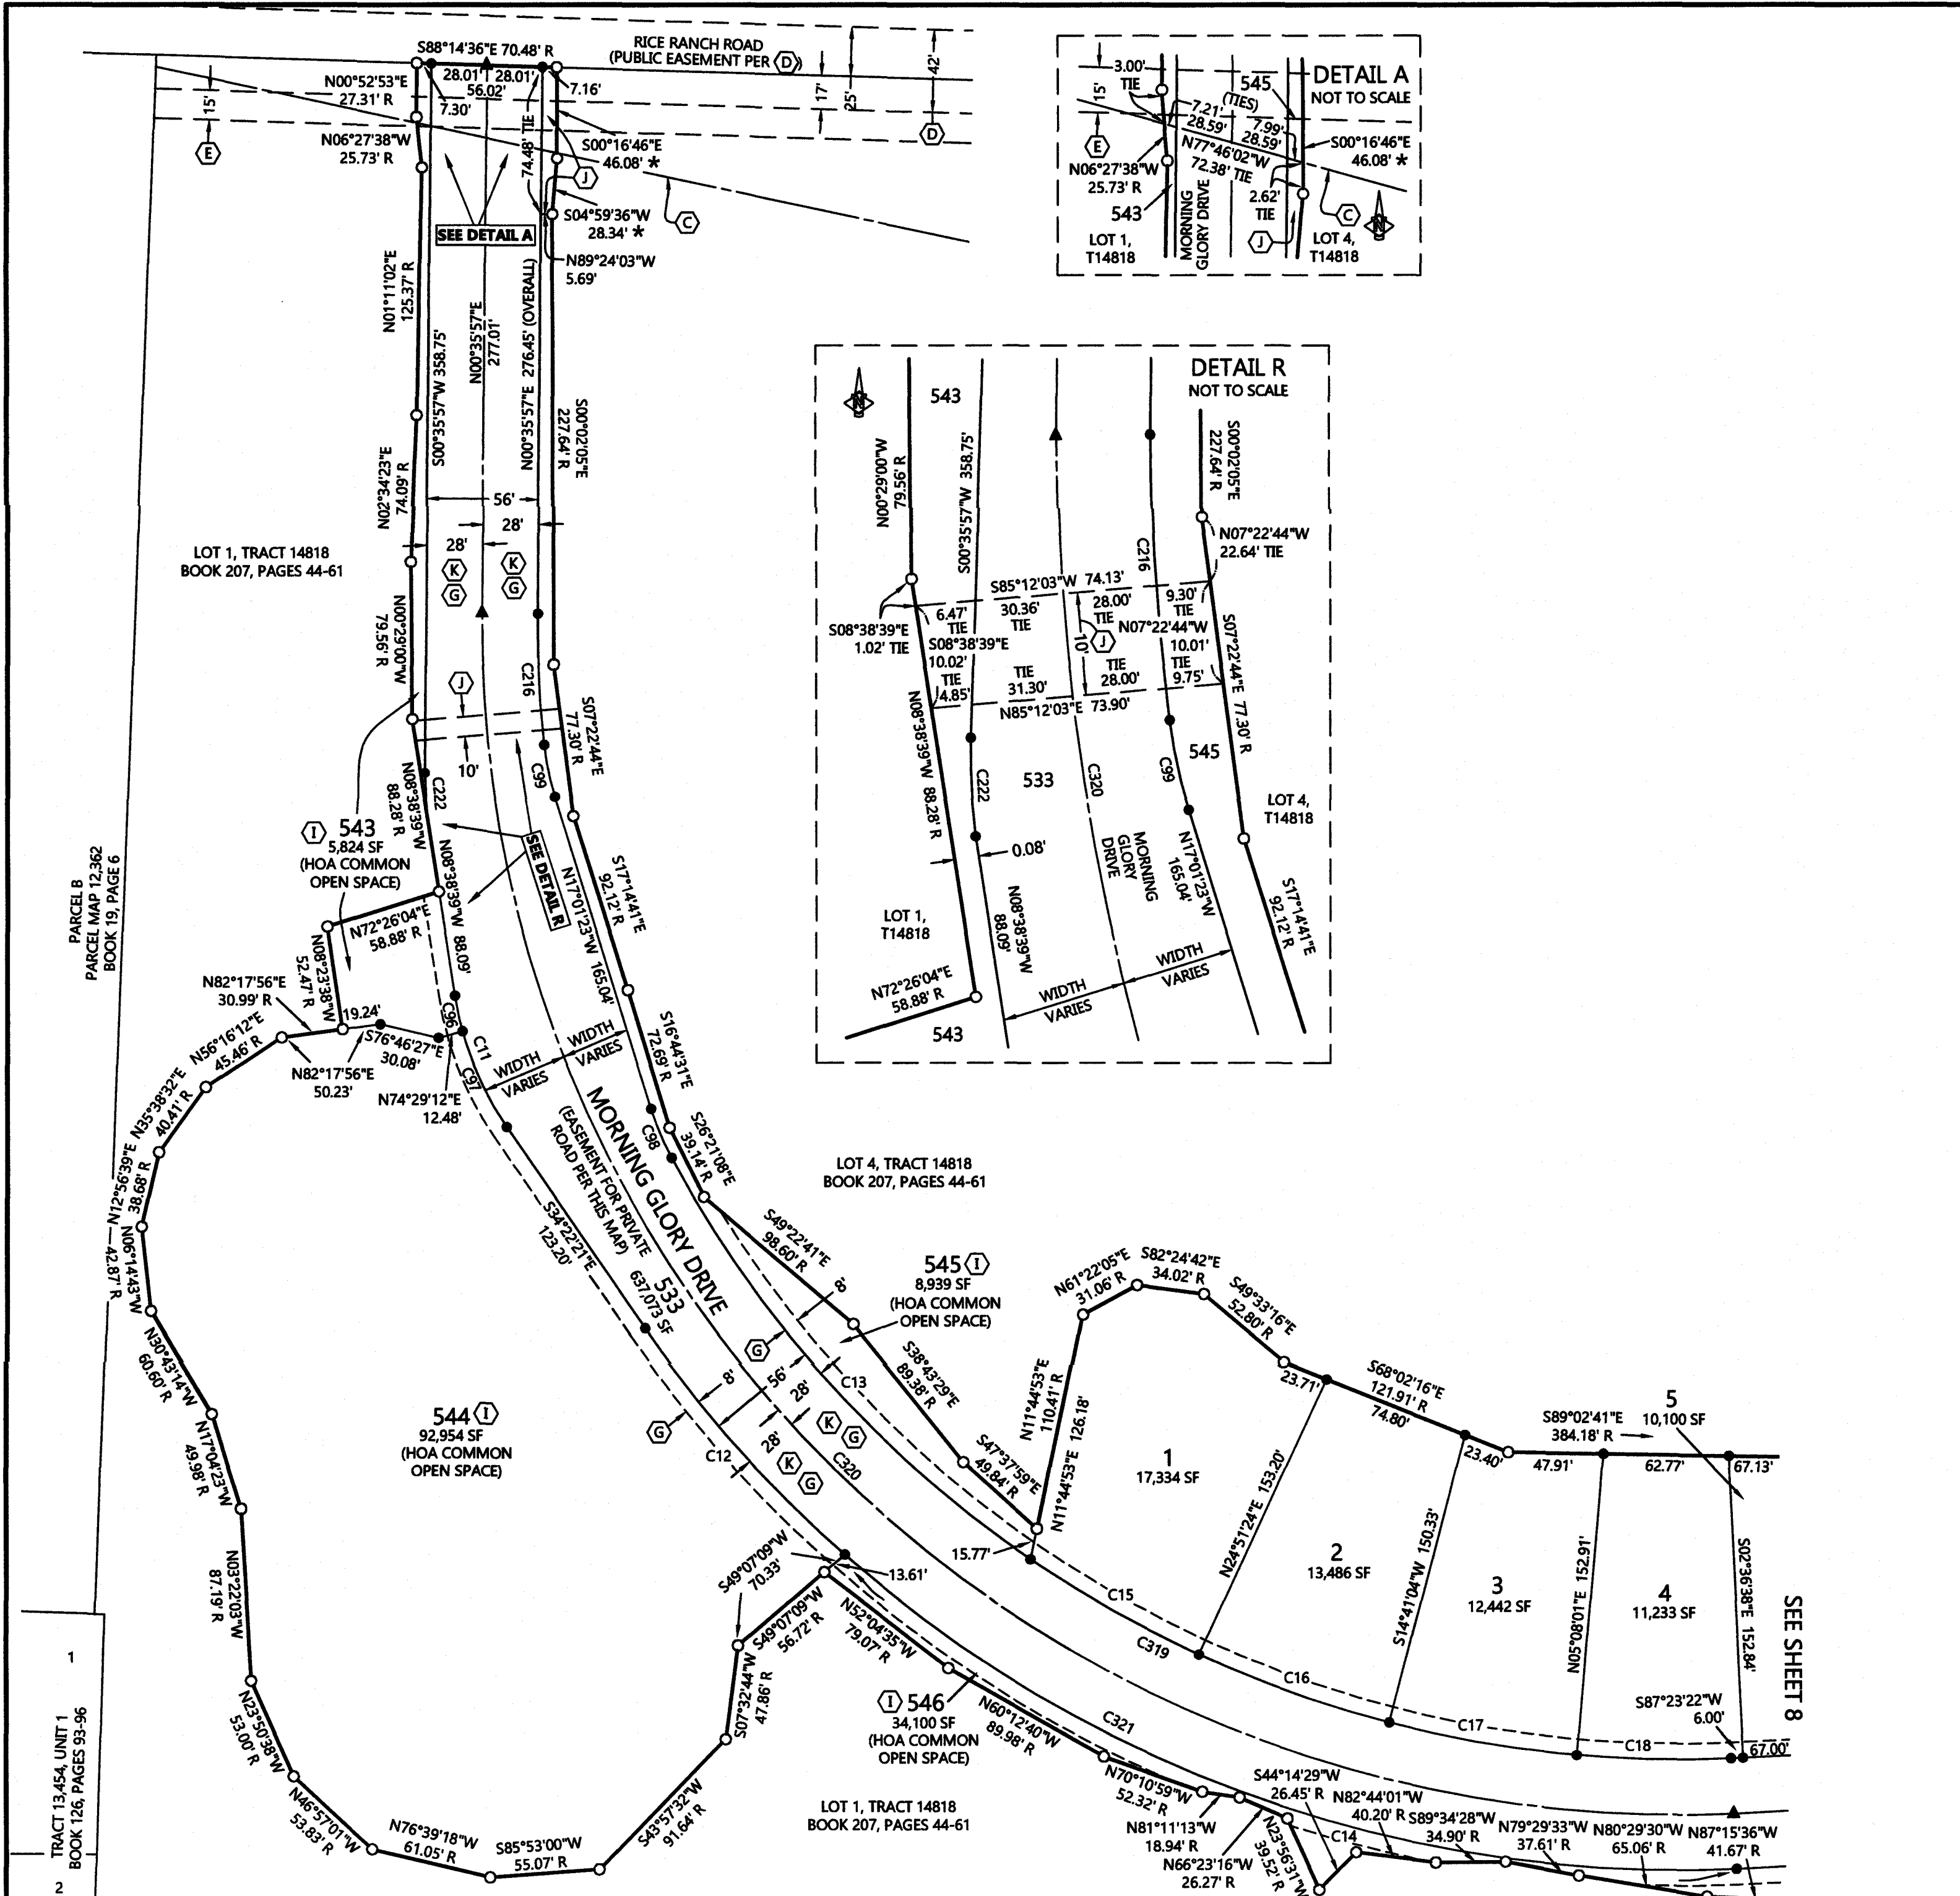 S88°14'36"E 70.48' R
RICE RANCH ROAD
(PUBLIC EASEMENT PER D)
28.01' 28.01'
56.02'
N00°52'53"E
27.31' R
7.30'
7.16'
15'
17'
25'
42'
D
E
N06°27'38"W
25.73' R
74.48' TIE
S00°16'46"E
46.08' *
J
C
S04°59'36"W
28.34' *
SEE DETAIL A
N89°24'03"W
5.69'
N01°11'02"E
125.37' R
S00°35'57"W 358.75'
N00°35'57"E
277.01'
N00°35'57"E 276.45' (OVERALL)
S00°02'05"E
227.64' R
N02°34'23"E
74.09' R
56'
28'
28'
K
G
K
G
LOT 1, TRACT 14818
BOOK 207, PAGES 44-61
N00°29'00"W
79.56' R
C216
J
10'
S07°22'44"E
77.30' R
N08°38'39"W
88.28' R
C222
C99
I 543
5,824 SF
(HOA COMMON
OPEN SPACE)
SEE DETAIL R
N08°38'39"W 88.09'
N17°01'23"W 165.04'
S17°14'41"E
92.12' R
PARCEL B
PARCEL MAP 12,362
BOOK 19, PAGE 6
N72°26'04"E
58.88' R
N08°23'38"W
52.47' R
N82°17'56"E
30.99' R
19.24'
S76°46'27"E
30.08'
C96
C11
C97
N82°17'56"E
50.23'
N74°29'12"E
12.48'
WIDTH
VARIES
WIDTH
VARIES
S16°44'31"E
72.69' R
N56°16'12"E
45.46' R
N35°38'32"E
40.41' R
N12°56'39"E
38.68' R
N06°14'43"W
42.87' R
N30°43'14"W
60.60' R
N17°04'23"W
49.98' R
N03°22'03"W
87.19' R
N23°50'38"W
53.00' R
N46°57'01"W
53.83' R
N76°39'18"W
61.05' R
S85°53'00"W
55.07' R
S43°57'32"W
91.64' R
S07°32'44"W
47.86' R
S49°07'09"W
56.72' R
S49°07'09"W
70.33'
13.61'
C98
S26°21'08"E
39.14' R
MORNING GLORY DRIVE
(EASEMENT FOR PRIVATE
ROAD PER THIS MAP)
533
637,073 SF
S34°22'21"E
123.20'
544 I
92,954 SF
(HOA COMMON
OPEN SPACE)
8'
G
C12
56'
28'
28'
K
G
K
G
C320
G
8'
C13
S49°22'41"E
98.60' R
LOT 4, TRACT 14818
BOOK 207, PAGES 44-61
545 I
8,939 SF
(HOA COMMON
OPEN SPACE)
S38°43'29"E
89.38' R
S47°37'59"E
49.84' R
15.77'
N11°44'53"E
110.41' R
N11°44'53"E 126.18'
N61°22'05"E
31.06' R
S82°24'42"E
34.02' R
S49°33'16"E
52.80' R
23.71'
S68°02'16"E
121.91' R
74.80'
23.40'
S89°02'41"E
384.18' R
47.91'
62.77'
67.13'
5
10,100 SF
1
17,334 SF
N24°51'24"E 153.20'
2
13,486 SF
S14°41'04"W 150.33'
3
12,442 SF
N05°08'01"E 152.91'
4
11,233 SF
S02°36'38"E 152.84'
SEE SHEET 8
S87°23'22"W
6.00'
67.00'
C15
C319
C16
C17
C18
C321
N52°04'35"W
79.07' R
I 546
34,100 SF
(HOA COMMON
OPEN SPACE)
N60°12'40"W
89.98' R
N70°10'59"W
52.32' R
N81°11'13"W
18.94' R
N66°23'16"W
26.27' R
N23°56'31"W
39.52' R
S44°14'29"W
26.45' R
C14
N82°44'01"W
40.20' R
S89°34'28"W
34.90' R
N79°29'33"W
37.61' R
N80°29'30"W
65.06' R
N87°15'36"W
41.67' R
LOT 1, TRACT 14818
BOOK 207, PAGES 44-61
1
TRACT 13,454, UNIT 1
BOOK 126, PAGES 93-96
2
DETAIL A
NOT TO SCALE
3.00'
TIE
15'
E
545
(TIES)
7.21'
28.59'
7.99'
28.59'
N77°46'02"W
72.38' TIE
S00°16'46"E
46.08' *
N06°27'38"W
25.73' R
2.62'
TIE
543
MORNING
GLORY DRIVE
C
J
N
LOT 1,
T14818
LOT 4,
T14818
DETAIL R
NOT TO SCALE
N
543
N00°29'00"W
79.56' R
S00°35'57"W 358.75'
C216
S00°02'05"E
227.64' R
N07°22'44"W
22.64' TIE
S85°12'03"W 74.13'
6.47'
TIE
30.36'
TIE
28.00'
TIE
9.30'
TIE
S08°38'39"E
1.02' TIE
S08°38'39"E
10.02'
TIE
10'
J
N07°22'44"W
10.01'
TIE
4.85'
TIE
31.30'
TIE
28.00'
9.75'
N85°12'03"E 73.90'
S07°22'44"E 77.30' R
N08°38'39"W 88.28' R
C222
533
C320
C99
545
LOT 4,
T14818
0.08'
MORNING
GLORY
DRIVE
N17°01'23"W
165.04'
N08°38'39"W
88.09'
S17°14'41"E
92.12' R
LOT 1,
T14818
N72°26'04"E
58.88' R
WIDTH
VARIES
WIDTH
VARIES
543